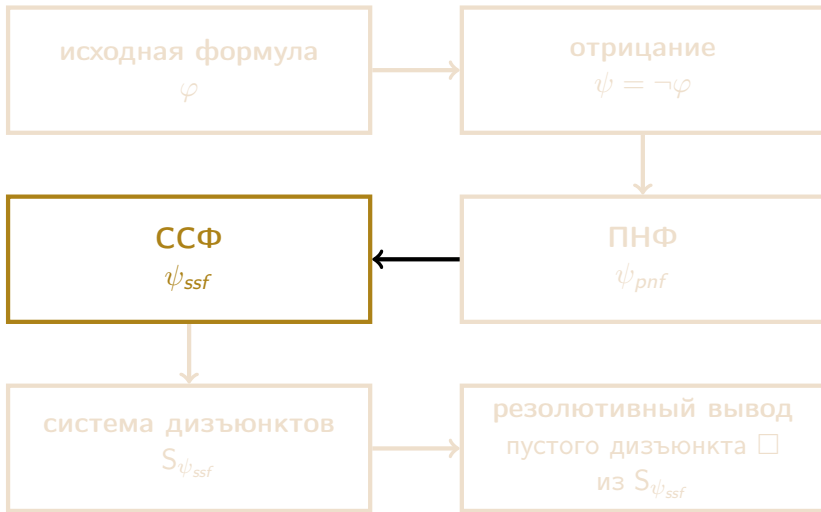 исходная формула
φ
отрицание
ψ = ¬φ
ССФ
ψssf
ПНФ
ψpnf
система дизъюнктов
Sψssf
резолютивный вывод
пустого дизъюнкта □
из Sψssf